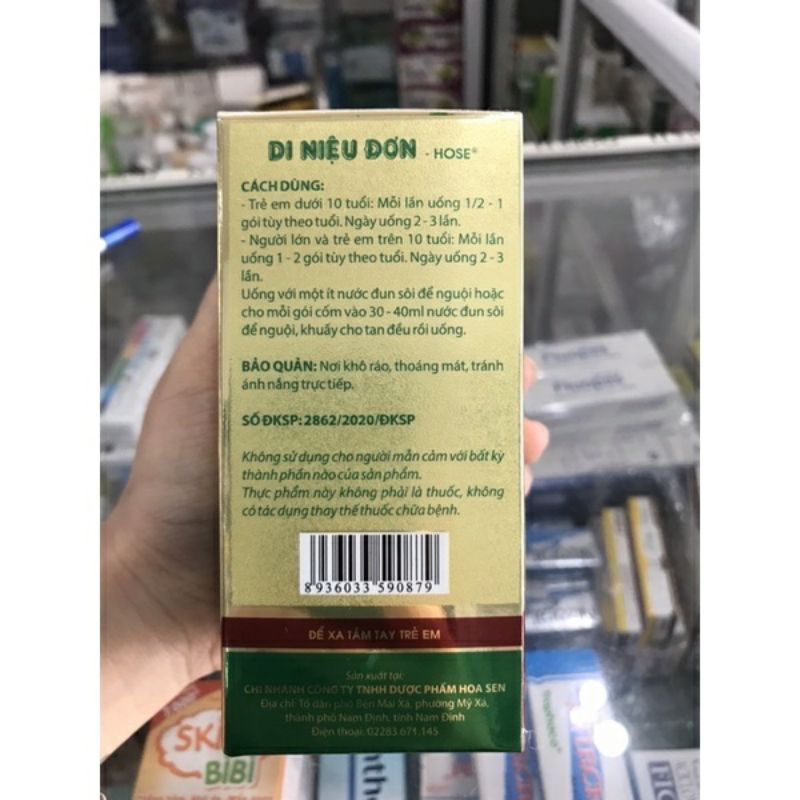 DI NIỆU ĐƠN - HOSE®
CÁCH DÙNG:
- Trẻ em dưới 10 tuổi: Mỗi lần uống 1/2 - 1
gói tùy theo tuổi. Ngày uống 2 - 3 lần.
- Người lớn và trẻ em trên 10 tuổi: Mỗi lần
uống 1 - 2 gói tùy theo tuổi. Ngày uống 2 - 3
lần.
Uống với một ít nước đun sôi để nguội hoặc
cho mỗi gói cốm vào 30 - 40ml nước đun sôi
để nguội, khuấy cho tan đều rồi uống.
BẢO QUẢN: Nơi khô ráo, thoáng mát, tránh
ánh nắng trực tiếp.
SỐ ĐKSP: 2862/2020/ĐKSP
Không sử dụng cho người mẫn cảm với bất kỳ
thành phần nào của sản phẩm.
Thực phẩm này không phải là thuốc, không
có tác dụng thay thế thuốc chữa bệnh.
8936033 590879
ĐỂ XA TẦM TAY TRẺ EM
Sản xuất tại:
CHI NHÁNH CÔNG TY TNHH DƯỢC PHẨM HOA SEN
Địa chỉ: Tổ dân phố Bến Mai Xá, phường Mỹ Xá,
thành phố Nam Định, tỉnh Nam Định
Điện thoại: 02283.671.145
BIBI